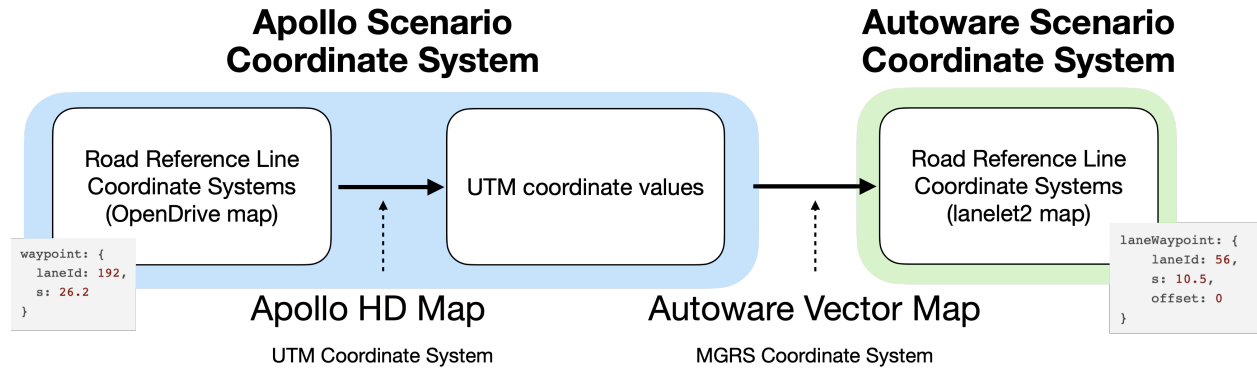 Apollo Scenario
Coordinate System
Autoware Scenario
Coordinate System
Road Reference Line
Coordinate Systems
(OpenDrive map)
UTM coordinate values
Road Reference Line
Coordinate Systems
(lanelet2 map)
waypoint: {
laneId: 192,
s: 26.2
}
laneWaypoint: {
laneId: 56,
s: 10.5,
offset: 0
}
Apollo HD Map
UTM Coordinate System
Autoware Vector Map
MGRS Coordinate System